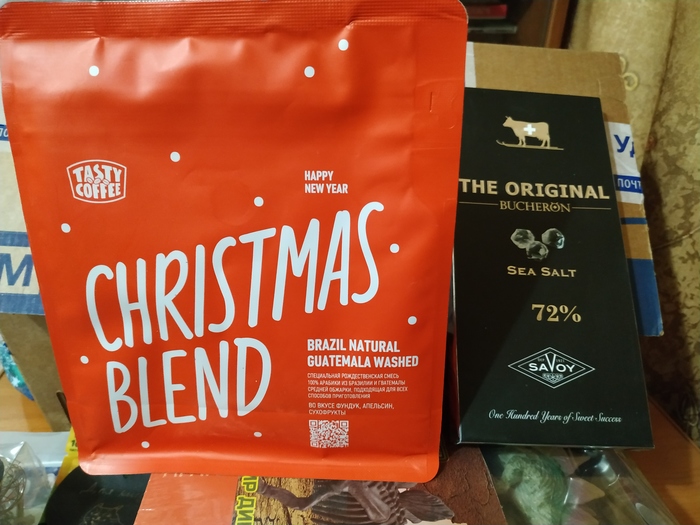 TASTY
COFFEE
HAPPY
NEW YEAR
CHRISTMAS
BLEND
BRAZIL NATURAL
GUATEMALA WASHED
СПЕЦИАЛЬНАЯ РОЖДЕСТВЕНСКАЯ СМЕСЬ
100% АРАБИКИ ИЗ БРАЗИЛИИ И ГВАТЕМАЛЫ
СРЕДНЕЙ ОБЖАРКИ, ПОДХОДЯЩАЯ ДЛЯ ВСЕХ
СПОСОБОВ ПРИГОТОВЛЕНИЯ
ВО ВКУСЕ ФУНДУК, АПЕЛЬСИН,
СУХОФРУКТЫ
THE ORIGINAL
BUCHERON
SEA SALT
72%
SAVOY
One Hundred Years of Sweet Success